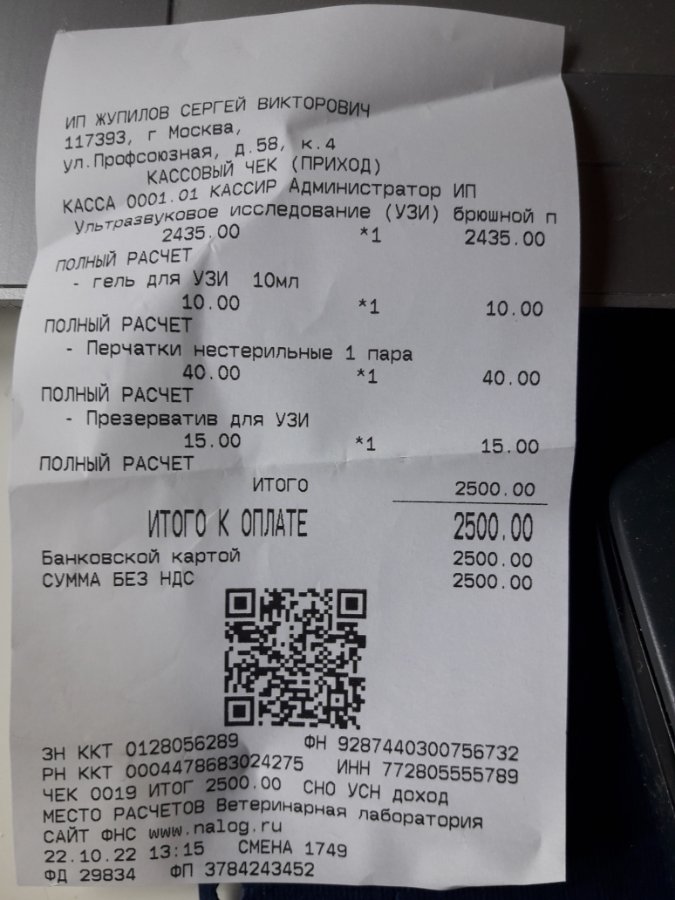 ИП ЖУПИЛОВ СЕРГЕЙ ВИКТОРОВИЧ
117393, г Москва,
ул.Профсоюзная, д.58, к.4
КАССОВЫЙ ЧЕК (ПРИХОД)
КАССА 0001.01 КАССИР Администратор ИП
Ультразвуковое исследование (УЗИ) брюшной п
2435.00 *1 2435.00
ПОЛНЫЙ РАСЧЕТ
- гель для УЗИ 10мл
10.00 *1 10.00
ПОЛНЫЙ РАСЧЕТ
- Перчатки нестерильные 1 пара
40.00 *1 40.00
ПОЛНЫЙ РАСЧЕТ
- Презерватив для УЗИ
15.00 *1 15.00
ПОЛНЫЙ РАСЧЕТ
ИТОГО 2500.00
ИТОГО К ОПЛАТЕ 2500.00
Банковской картой 2500.00
СУММА БЕЗ НДС 2500.00
ЗН ККТ 0128056289 ФН 9287440300756732
РН ККТ 0004478683024275 ИНН 772805555789
ЧЕК 0019 ИТОГ 2500.00 СНО УСН доход
МЕСТО РАСЧЕТОВ Ветеринарная лаборатория
САЙТ ФНС www.nalog.ru
22.10.22 13:15 СМЕНА 1749
ФД 29834 ФП 3784243452